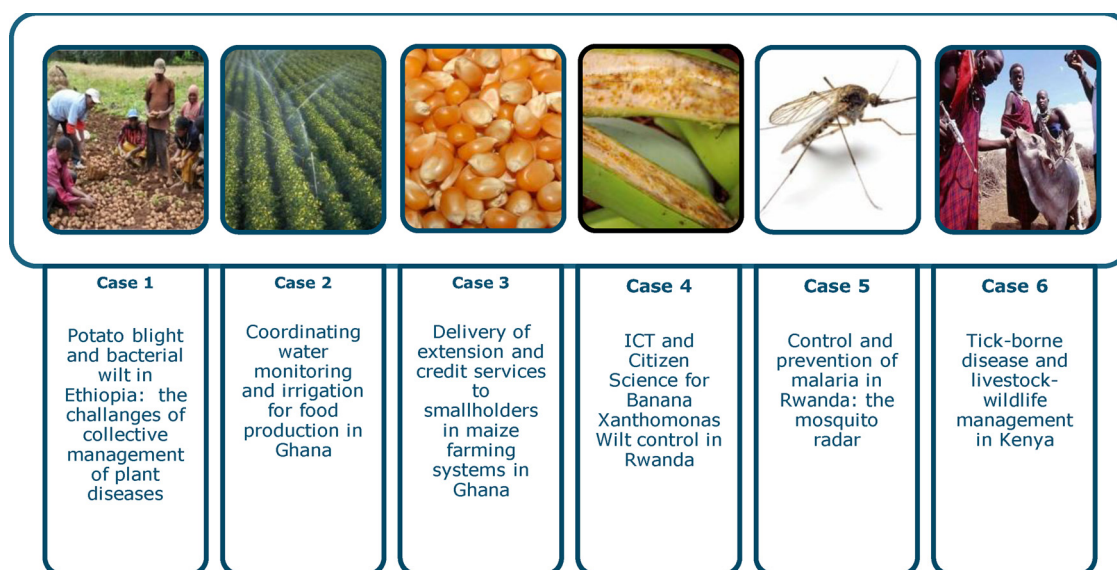 Case 1
Potato blight
and bacterial
wilt in
Ethiopia: the
challanges of
collective
management
of plant
diseases
Case 2
Coordinating
water
monitoring
and irrigation
for food
production in
Ghana
Case 3
Delivery of
extension and
credit services
to
smallholders
in maize
farming
systems in
Ghana
Case 4
ICT and
Citizen
Science for
Banana
Xanthomonas
Wilt control in
Rwanda
Case 5
Control and
prevention of
malaria in
Rwanda: the
mosquito
radar
Case 6
Tick-borne
disease and
livestock-
wildlife
management
in Kenya